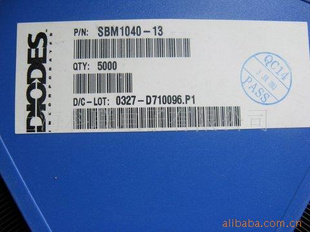 DIODES
P/N: SBM1040-13
QTY: 5000
D/C-LOT: 0327-D710096.P1
QC14
PASS
alibaba.com.cn